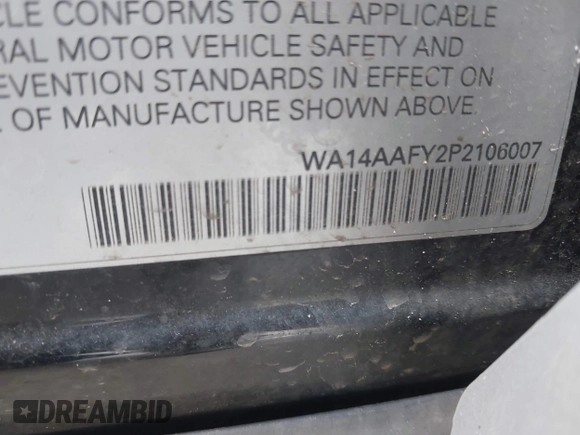 CLE CONFORMS TO ALL APPLICABLE
RAL MOTOR VEHICLE SAFETY AND
EVENTION STANDARDS IN EFFECT ON
OF MANUFACTURE SHOWN ABOVE.
WA14AAFY2P2106007
DREAMBID